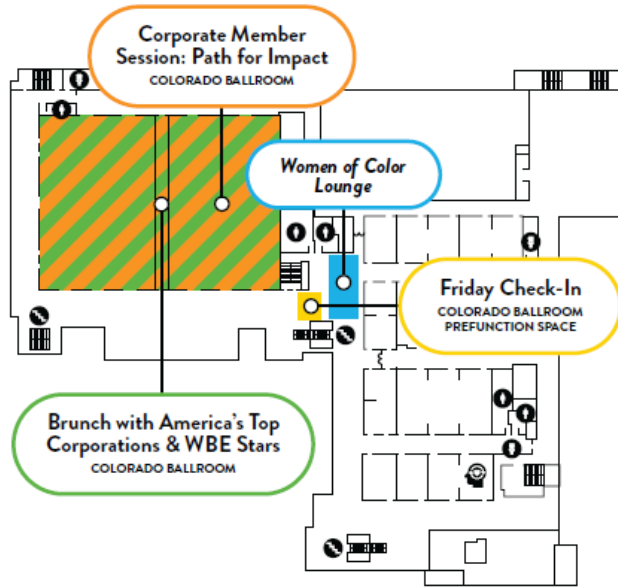 Corporate Member
Session: Path for Impact
COLORADO BALLROOM
Women of Color
Lounge
Friday Check-In
COLORADO BALLROOM
PREFUNCTION SPACE
Brunch with America's Top
Corporations & WBE Stars
COLORADO BALLROOM